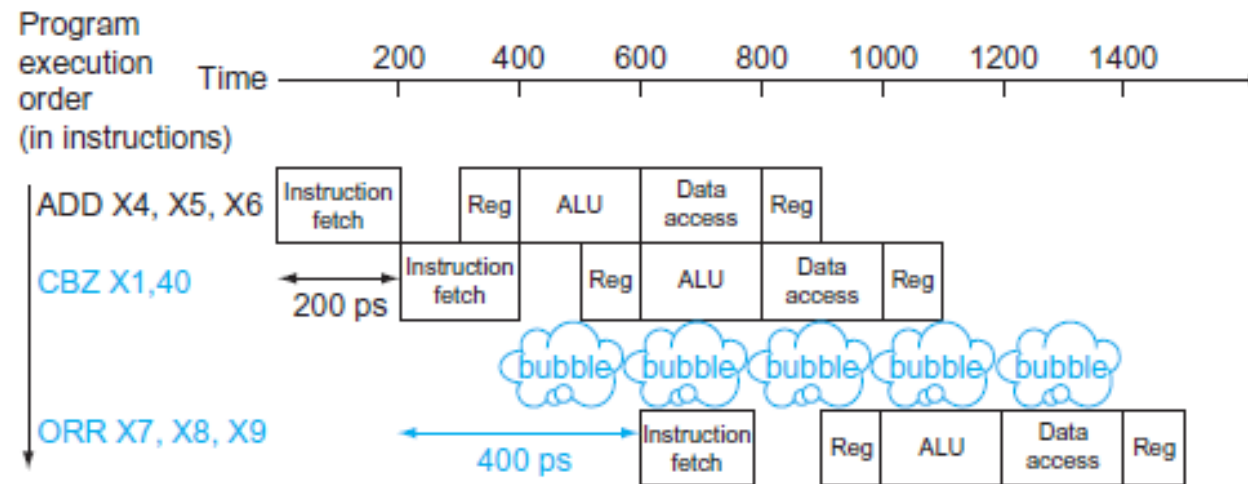 Program
execution
order
(in instructions)
Time
200 400 600 800 1000 1200 1400
ADD X4, X5, X6
Instruction
fetch
Reg
ALU
Data
access
Reg
CBZ X1,40
200 ps
Instruction
fetch
Reg
ALU
Data
access
Reg
bubble bubble bubble bubble bubble
ORR X7, X8, X9
400 ps
Instruction
fetch
Reg
ALU
Data
access
Reg